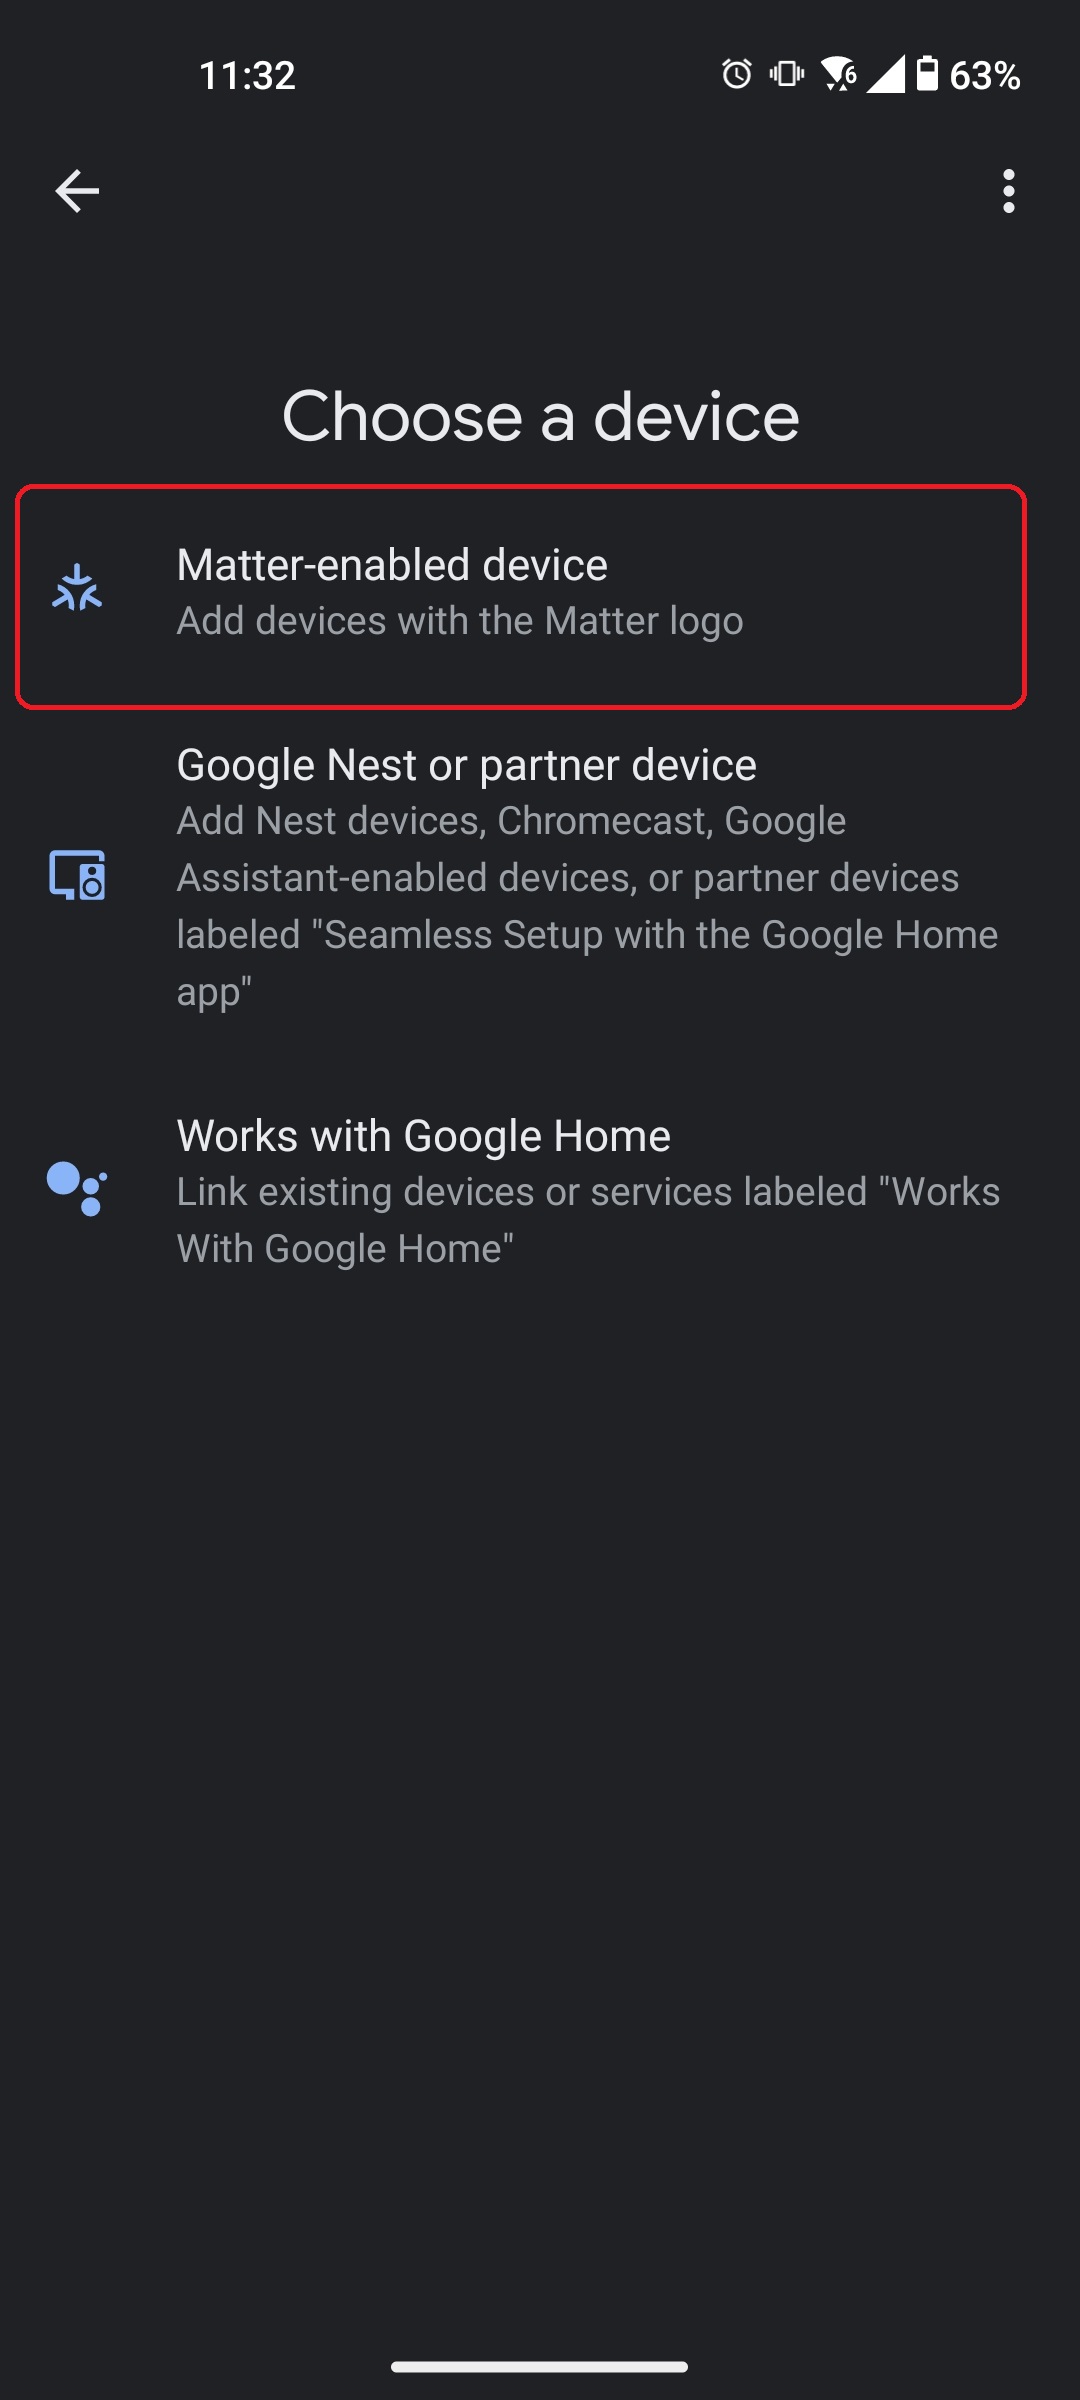 11:32
6
63%
Choose a device
Matter-enabled device
Add devices with the Matter logo
Google Nest or partner device
Add Nest devices, Chromecast, Google
Assistant-enabled devices, or partner devices
labeled "Seamless Setup with the Google Home
app"
Works with Google Home
Link existing devices or services labeled "Works
With Google Home"